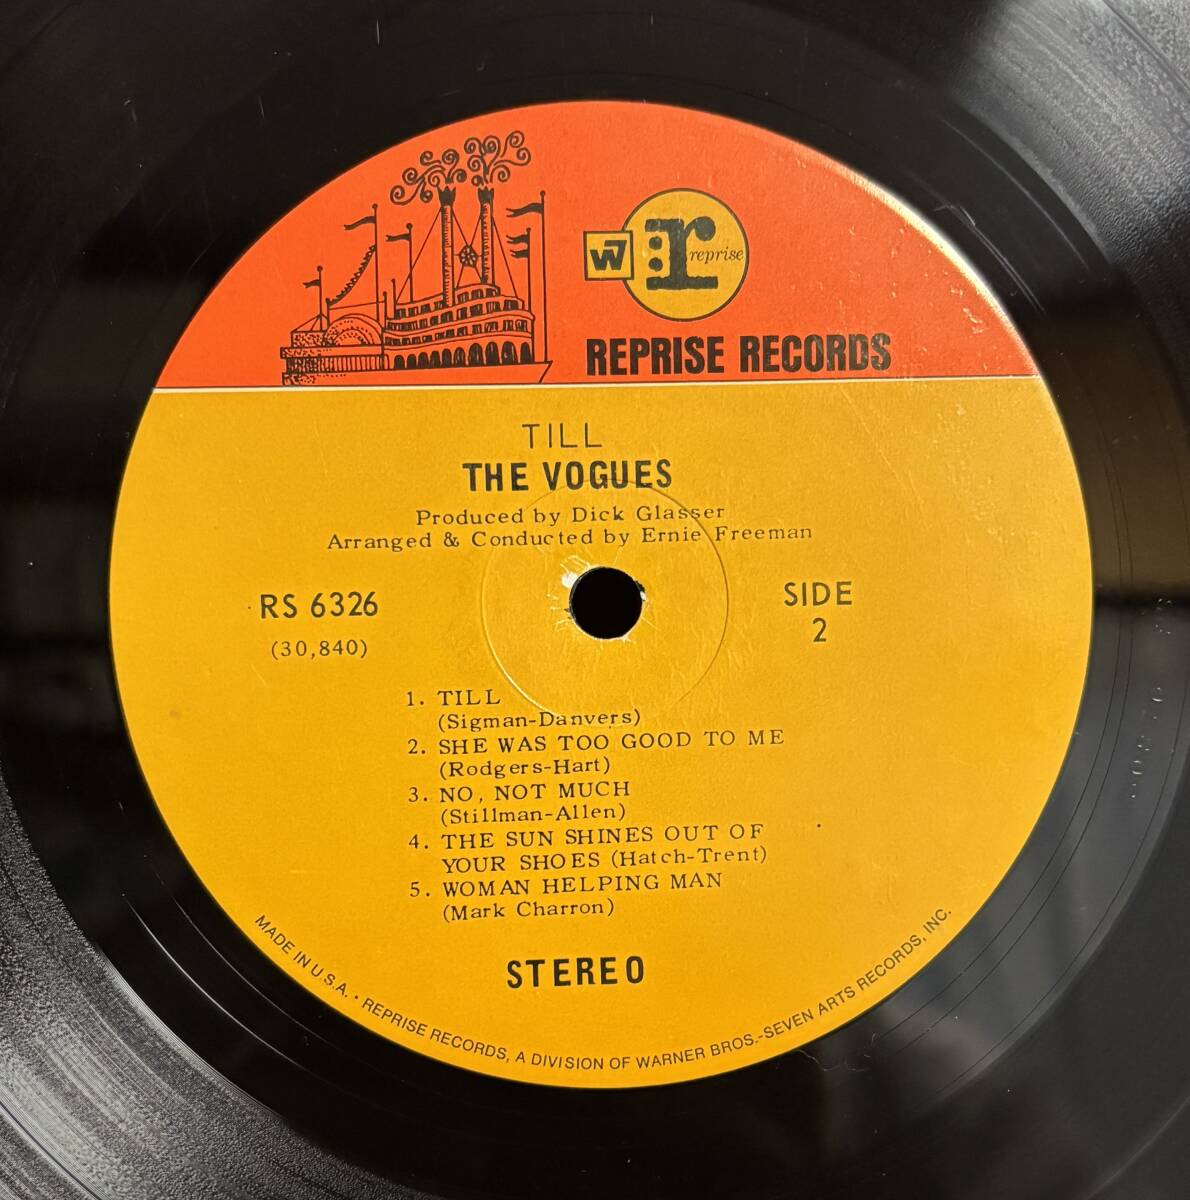 W7
r reprise
REPRISE RECORDS
TILL
THE VOGUES
Produced by Dick Glasser
Arranged & Conducted by Ernie Freeman
RS 6326
(30,840)
SIDE
2
1. TILL
(Sigman-Danvers)
2. SHE WAS TOO GOOD TO ME
(Rodgers-Hart)
3. NO, NOT MUCH
(Stillman-Allen)
4. THE SUN SHINES OUT OF
YOUR SHOES (Hatch-Trent)
5. WOMAN HELPING MAN
(Mark Charron)
STEREO
MADE IN U.S.A. • REPRISE RECORDS, A DIVISION OF WARNER BROS.-SEVEN ARTS RECORDS, INC.